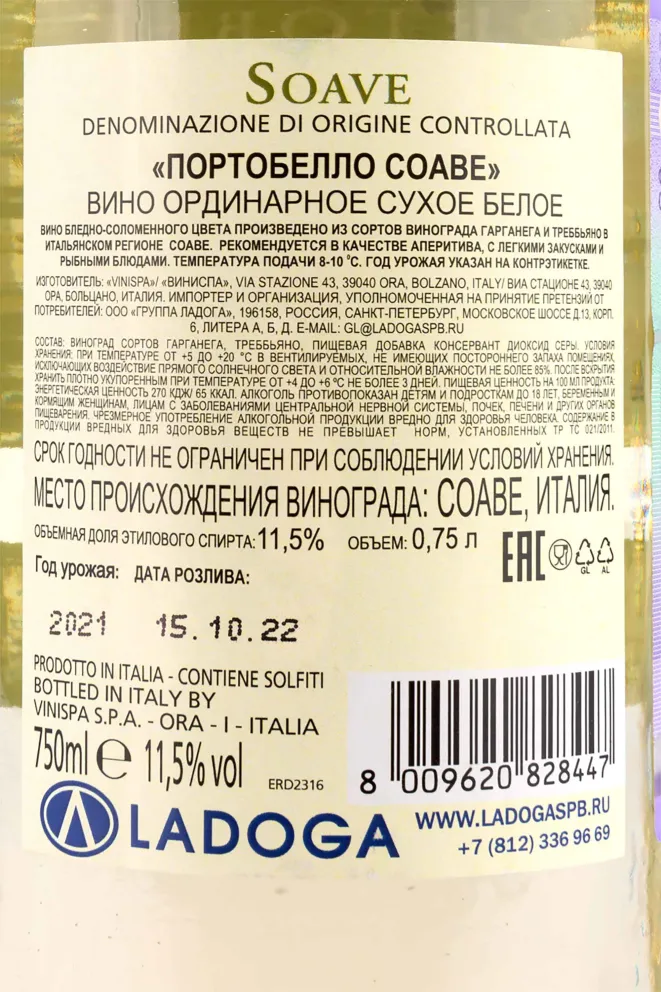 SOAVE
DENOMINAZIONE DI ORIGINE CONTROLLATA
«ПОРТОБЕЛЛО СОАВЕ»
ВИНО ОРДИНАРНОЕ СУХОЕ БЕЛОЕ
ВИНО БЛЕДНО-СОЛОМЕННОГО ЦВЕТА ПРОИЗВЕДЕНО ИЗ СОРТОВ ВИНОГРАДА ГАРГАНЕГА И ТРЕББЬЯНО В
ИТАЛЬЯНСКОМ РЕГИОНЕ СОАВЕ. РЕКОМЕНДУЕТСЯ В КАЧЕСТВЕ АПЕРИТИВА, С ЛЕГКИМИ ЗАКУСКАМИ И
РЫБНЫМИ БЛЮДАМИ. ТЕМПЕРАТУРА ПОДАЧИ 8-10 °С. ГОД УРОЖАЯ УКАЗАН НА КОНТРЭТИКЕТКЕ.
ИЗГОТОВИТЕЛЬ: «VINISPA»/ «ВИНИСПА», VIA STAZIONE 43, 39040 ORA, BOLZANO, ITALY/ ВИА СТАЦИОНЕ 43, 39040
ОРА, БОЛЬЦАНО, ИТАЛИЯ. ИМПОРТЕР И ОРГАНИЗАЦИЯ, УПОЛНОМОЧЕННАЯ НА ПРИНЯТИЕ ПРЕТЕНЗИЙ ОТ
ПОТРЕБИТЕЛЕЙ: ООО «ГРУППА ЛАДОГА», 196158, РОССИЯ, САНКТ-ПЕТЕРБУРГ, МОСКОВСКОЕ ШОССЕ Д.13, КОРП.
6, ЛИТЕРА А, Б, Д. E-MAIL: GL@LADOGASPB.RU
СОСТАВ: ВИНОГРАД СОРТОВ ГАРГАНЕГА, ТРЕББЬЯНО, ПИЩЕВАЯ ДОБАВКА КОНСЕРВАНТ ДИОКСИД СЕРЫ. УСЛОВИЯ
ХРАНЕНИЯ: ПРИ ТЕМПЕРАТУРЕ ОТ +5 ДО +20 °С В ВЕНТИЛИРУЕМЫХ, НЕ ИМЕЮЩИХ ПОСТОРОННЕГО ЗАПАХА ПОМЕЩЕНИЯХ,
ИСКЛЮЧАЮЩИХ ВОЗДЕЙСТВИЕ ПРЯМОГО СОЛНЕЧНОГО СВЕТА И ОТНОСИТЕЛЬНОЙ ВЛАЖНОСТИ НЕ БОЛЕЕ 85%. ПОСЛЕ ВСКРЫТИЯ
ХРАНИТЬ ПЛОТНО УКУПОРЕННЫМ ПРИ ТЕМПЕРАТУРЕ ОТ +4 ДО +6 °С НЕ БОЛЕЕ 3 ДНЕЙ. ПИЩЕВАЯ ЦЕННОСТЬ НА 100 МЛ ПРОДУКТА:
ЭНЕРГЕТИЧЕСКАЯ ЦЕННОСТЬ 270 КДЖ/ 65 ККАЛ. АЛКОГОЛЬ ПРОТИВОПОКАЗАН ДЕТЯМ И ПОДРОСТКАМ ДО 18 ЛЕТ, БЕРЕМЕННЫМ И
КОРМЯЩИМ ЖЕНЩИНАМ, ЛИЦАМ С ЗАБОЛЕВАНИЯМИ ЦЕНТРАЛЬНОЙ НЕРВНОЙ СИСТЕМЫ, ПОЧЕК, ПЕЧЕНИ И ДРУГИХ ОРГАНОВ
ПИЩЕВАРЕНИЯ. ЧРЕЗМЕРНОЕ УПОТРЕБЛЕНИЕ АЛКОГОЛЬНОЙ ПРОДУКЦИИ ВРЕДНО ДЛЯ ЗДОРОВЬЯ ЧЕЛОВЕКА. СОДЕРЖАНИЕ В
ПРОДУКЦИИ ВРЕДНЫХ ДЛЯ ЗДОРОВЬЯ ВЕЩЕСТВ НЕ ПРЕВЫШАЕТ НОРМ, УСТАНОВЛЕННЫХ ТР ТС 021/2011.
СРОК ГОДНОСТИ НЕ ОГРАНИЧЕН ПРИ СОБЛЮДЕНИИ УСЛОВИЙ ХРАНЕНИЯ.
МЕСТО ПРОИСХОЖДЕНИЯ ВИНОГРАДА: СОАВЕ, ИТАЛИЯ.
ОБЪЕМНАЯ ДОЛЯ ЭТИЛОВОГО СПИРТА: 11,5% ОБЪЕМ: 0,75 л
EAC GL AL
Год урожая: ДАТА РОЗЛИВА:
2021 15.10.22
PRODOTTO IN ITALIA - CONTIENE SOLFITI
BOTTLED IN ITALY BY
VINISPA S.P.A. - ORA - I - ITALIA
750ml e 11,5% vol
ERD2316
8 009620 828447
LADOGA
WWW.LADOGASPB.RU
+7 (812) 336 96 69